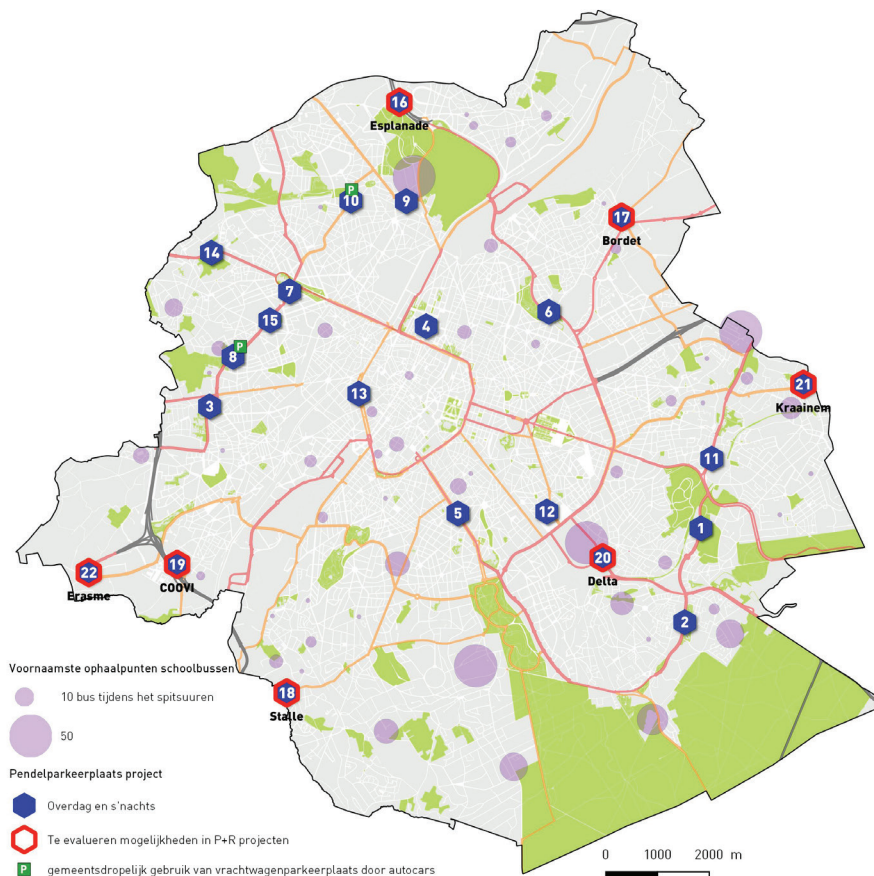 16
Esplanade
10
9
17
Bordet
14
7
15
4
6
8
13
3
21
Kraainem
11
5
12
1
20
Delta
22
Erasme
19
COOVI
2
18
Stalle
P
P
Voornaamste ophaalpunten schoolbussen
10 bus tijdens het spitsuuren
50
Pendelparkeerplaats project
Overdag en s'nachts
Te evalueren mogelijkheden in P+R projecten
P gemeentsdropelijk gebruik van vrachtwagenparkeerplaats door autocars
0 1000 2000 m